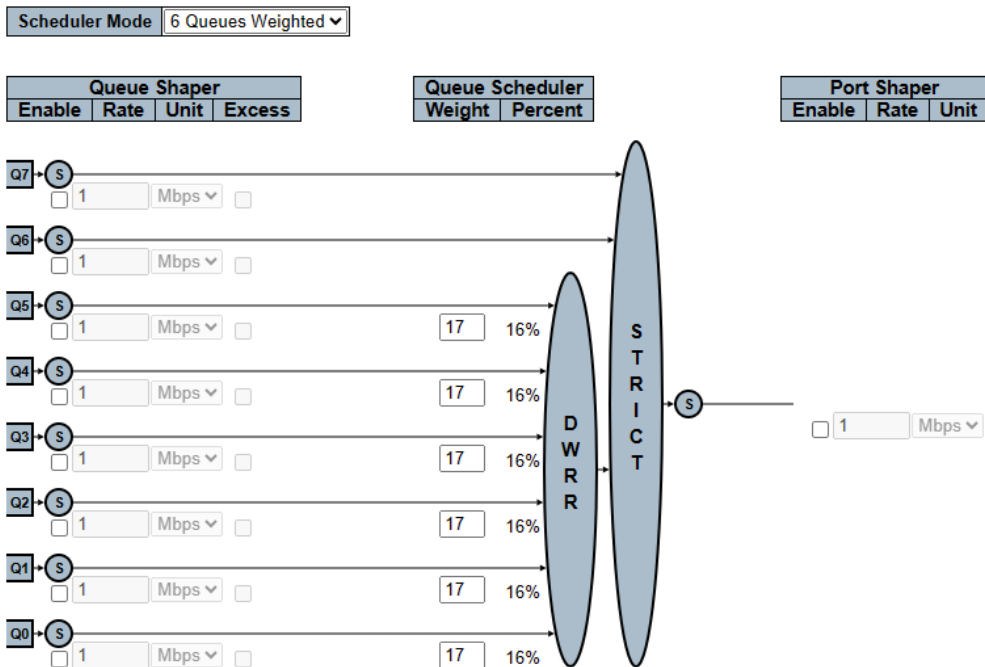 Scheduler Mode 6 Queues Weighted
Queue Shaper Queue Scheduler Port Shaper
Enable Rate Unit Excess Weight Percent Enable Rate Unit
Q7 S
1 Mbps
Q6 S
1 Mbps
Q5 S
1 Mbps 17 16%
Q4 S
1 Mbps 17 16%
Q3 S
1 Mbps 17 16%
Q2 S
1 Mbps 17 16%
Q1 S
1 Mbps 17 16%
Q0 S
1 Mbps 17 16%
DWRR
STRICT
S
1 Mbps